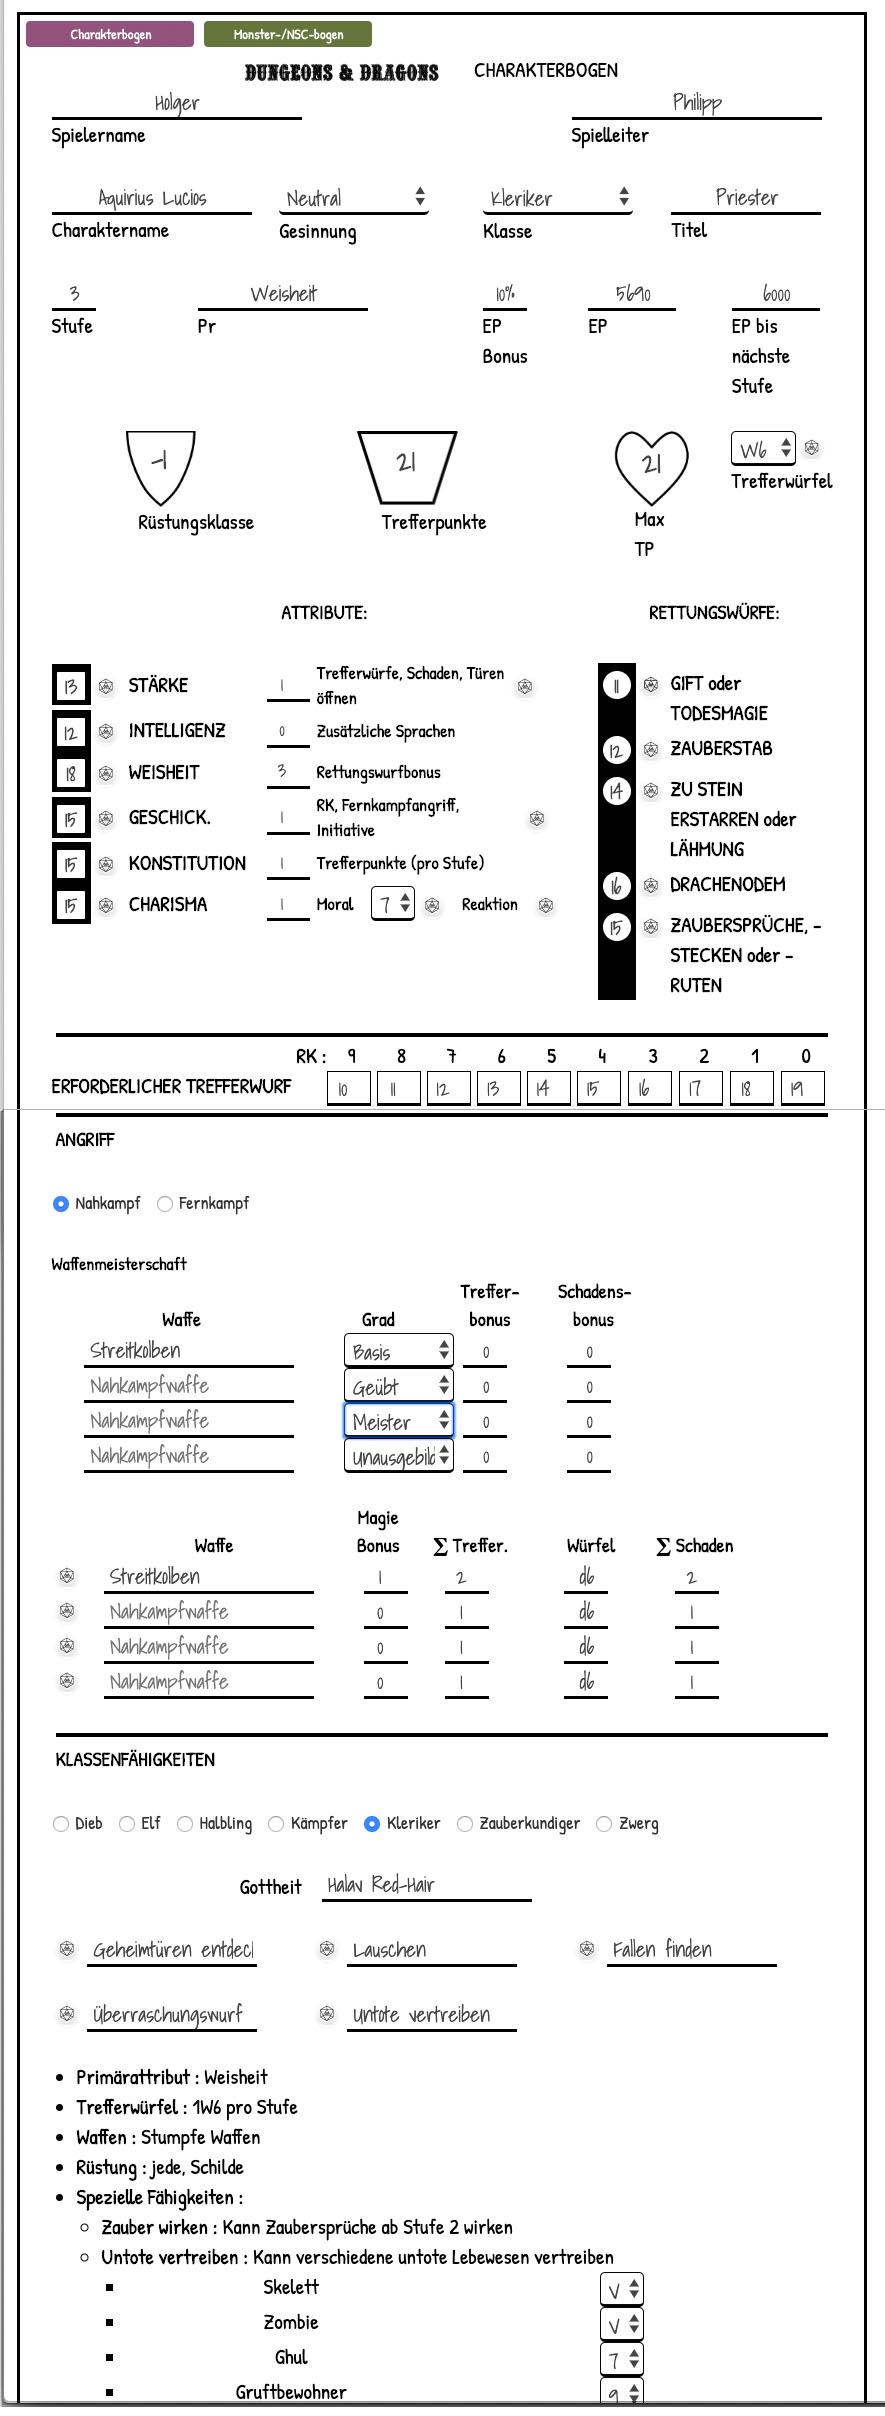 Charakterbogen Monster-/NSC-bogen
DUNGEONS & DRAGONS CHARAKTERBOGEN
Holger Philipp
Spielername Spielleiter
Aquirius Lucios Neutral Kleriker Priester
Charaktername Gesinnung Klasse Titel
3 Weisheit 10% 5690 6000
Stufe Pr EP Bonus EP EP bis nächste Stufe
-1 21 21 W6
Rüstungsklasse Trefferpunkte Max TP Trefferwürfel
ATTRIBUTE: RETTUNGSWÜRFE:
13 STÄRKE 1 Trefferwürfe, Schaden, Türen öffnen
12 INTELLIGENZ 0 Zusätzliche Sprachen
18 WEISHEIT 3 Rettungswurfbonus
15 GESCHICK. 1 RK, Fernkampfangriff, Initiative
15 KONSTITUTION 1 Trefferpunkte (pro Stufe)
15 CHARISMA 1 Moral 7 Reaktion
11 GIFT oder
TODESMAGIE
12 ZAUBERSTAB
14 ZU STEIN
ERSTARREN oder
LÄHMUNG
16 DRACHENODEM
15 ZAUBERSPRÜCHE, -
STECKEN oder -
RUTEN
RK : 9 8 7 6 5 4 3 2 1 0
ERFORDERLICHER TREFFERWURF 10 11 12 13 14 15 16 17 18 19
ANGRIFF
Nahkampf Fernkampf
Waffenmeisterschaft
Waffe Grad Treffer-bonus Schadens-bonus
Streitkolben Basis 0 0
Nahkampfwaffe Geübt 0 0
Nahkampfwaffe Meister 0 0
Nahkampfwaffe Unausgebild 0 0
Waffe Magie Bonus ∑ Treffer. Würfel ∑ Schaden
Streitkolben 1 2 d6 2
Nahkampfwaffe 0 1 d6 1
Nahkampfwaffe 0 1 d6 1
Nahkampfwaffe 0 1 d6 1
KLASSENFÄHIGKEITEN
Dieb Elf Halbling Kämpfer Kleriker Zauberkundiger Zwerg
Gottheit Halav Red-Hair
Geheimtüren entdecl Lauschen Fallen finden
Überraschungswurf Untote vertreiben
• Primärattribut : Weisheit
• Trefferwürfel : 1W6 pro Stufe
• Waffen : Stumpfe Waffen
• Rüstung : jede, Schilde
• Spezielle Fähigkeiten :
Zauber wirken : Kann Zaubersprüche ab Stufe 2 wirken
Untote vertreiben : Kann verschiedene untote Lebewesen vertreiben
Skelett V
Zombie V
Ghul 7
Gruftbewohner 9